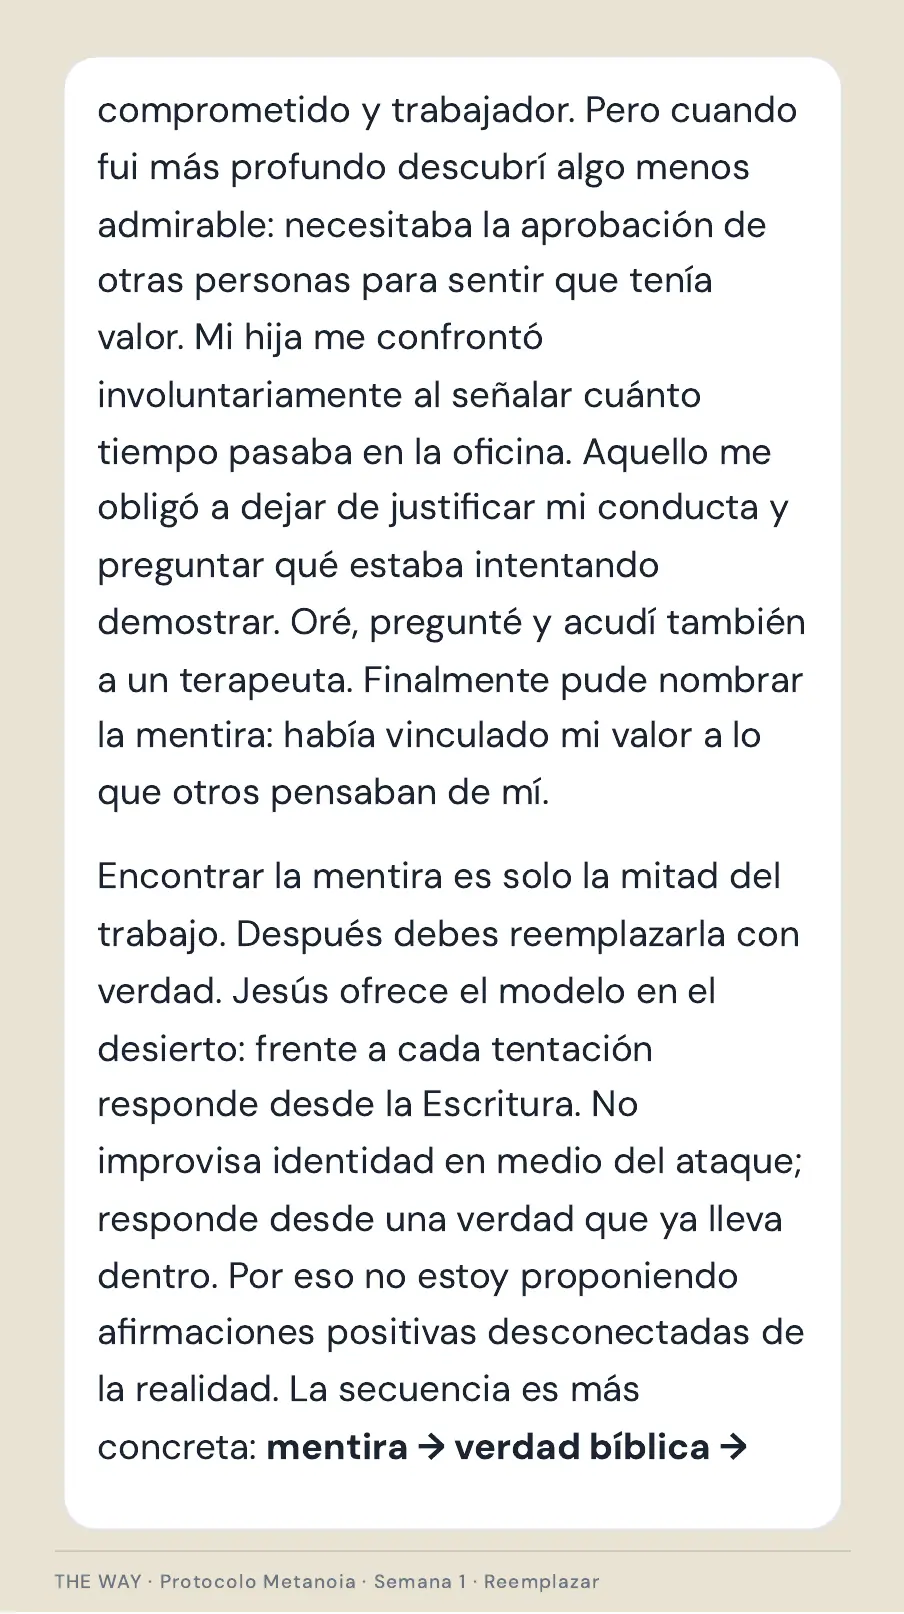 comprometido y trabajador. Pero cuando
fui más profundo descubrí algo menos
admirable: necesitaba la aprobación de
otras personas para sentir que tenía
valor. Mi hija me confrontó
involuntariamente al señalar cuánto
tiempo pasaba en la oficina. Aquello me
obligó a dejar de justificar mi conducta y
preguntar qué estaba intentando
demostrar. Oré, pregunté y acudí también
a un terapeuta. Finalmente pude nombrar
la mentira: había vinculado mi valor a lo
que otros pensaban de mí.
Encontrar la mentira es solo la mitad del
trabajo. Después debes reemplazarla con
verdad. Jesús ofrece el modelo en el
desierto: frente a cada tentación
responde desde la Escritura. No
improvisa identidad en medio del ataque;
responde desde una verdad que ya lleva
dentro. Por eso no estoy proponiendo
afirmaciones positivas desconectadas de
la realidad. La secuencia es más
concreta: mentira → verdad bíblica →
THE WAY · Protocolo Metanoia · Semana 1 · Reemplazar